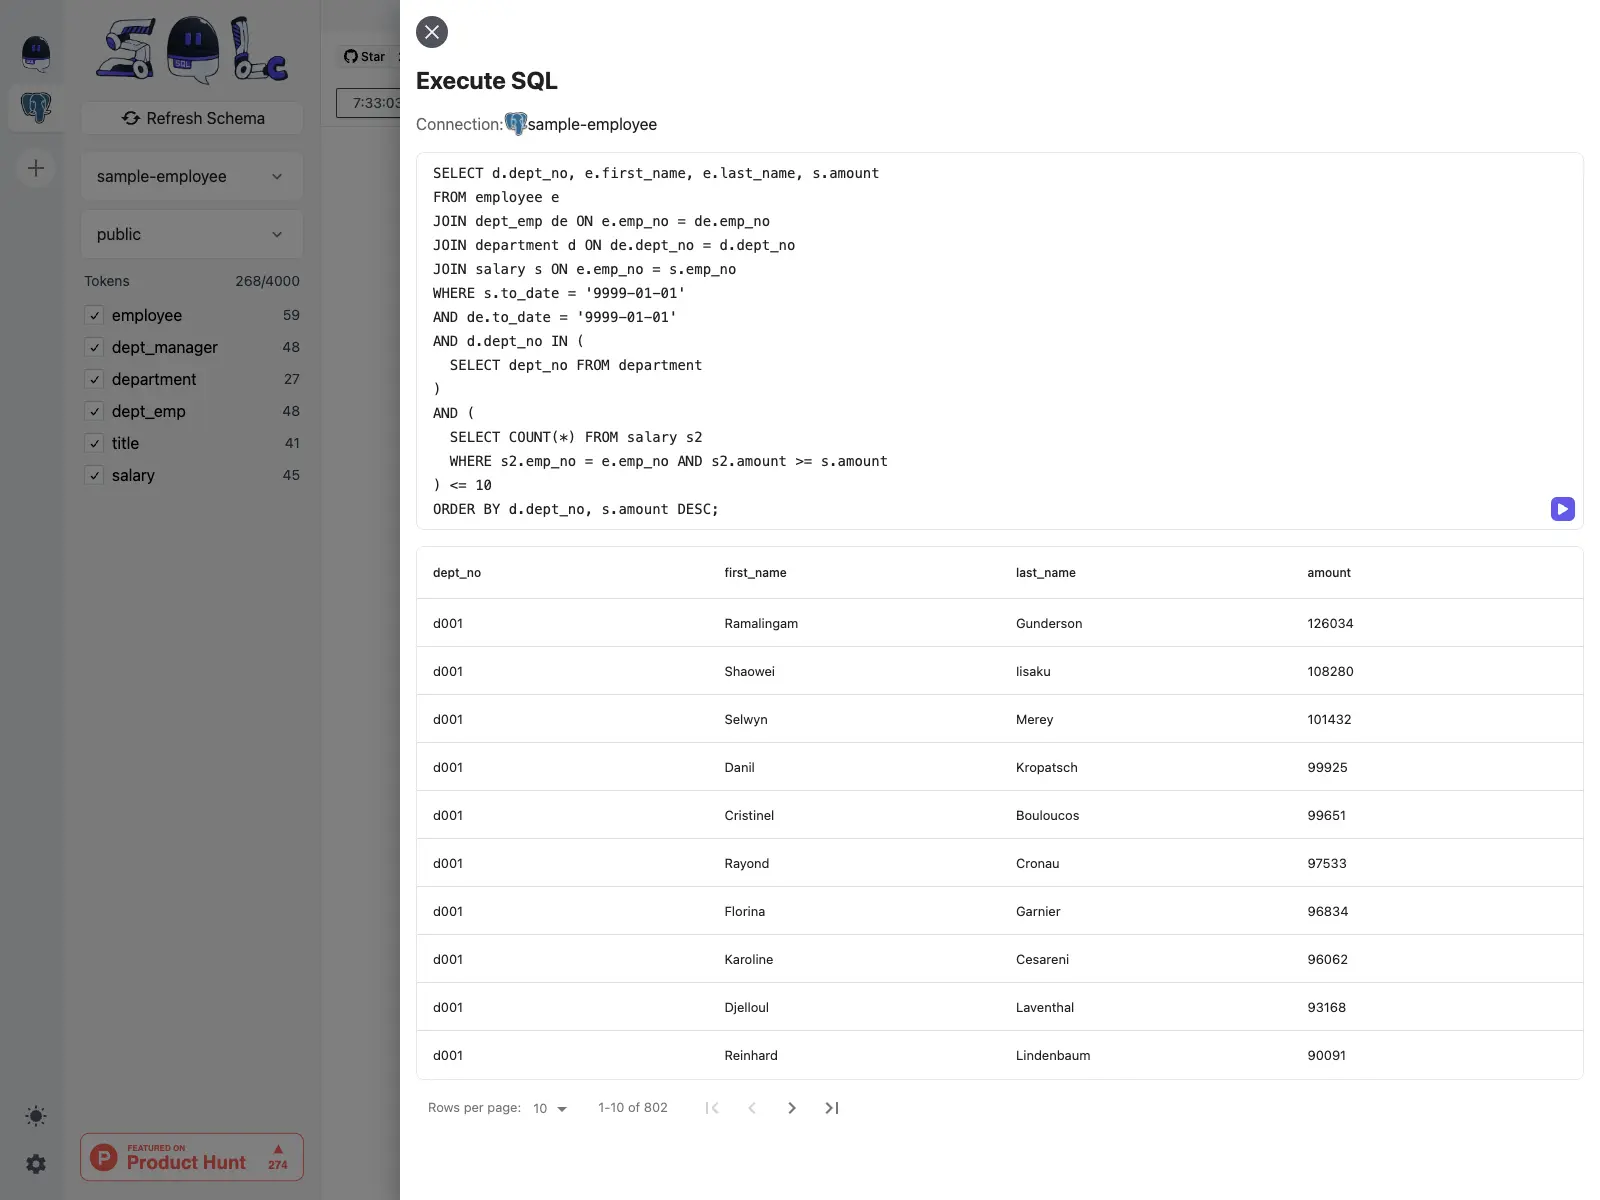 SQL
Refresh Schema
sample-employee
public
Tokens 268/4000
employee 59
dept_manager 48
department 27
dept_emp 48
title 41
salary 45
FEATURED ON
Product Hunt 274
P
Star
7:33:03
Execute SQL
Connection: sample-employee
SELECT d.dept_no, e.first_name, e.last_name, s.amount
FROM employee e
JOIN dept_emp de ON e.emp_no = de.emp_no
JOIN department d ON de.dept_no = d.dept_no
JOIN salary s ON e.emp_no = s.emp_no
WHERE s.to_date = '9999-01-01'
AND de.to_date = '9999-01-01'
AND d.dept_no IN (
SELECT dept_no FROM department
)
AND (
SELECT COUNT(*) FROM salary s2
WHERE s2.emp_no = e.emp_no AND s2.amount >= s.amount
) <= 10
ORDER BY d.dept_no, s.amount DESC;
dept_no first_name last_name amount
d001 Ramalingam Gunderson 126034
d001 Shaowei Iisaku 108280
d001 Selwyn Merey 101432
d001 Danil Kropatsch 99925
d001 Cristinel Bouloucos 99651
d001 Rayond Cronau 97533
d001 Florina Garnier 96834
d001 Karoline Cesareni 96062
d001 Djelloul Laventhal 93168
d001 Reinhard Lindenbaum 90091
Rows per page: 10 1-10 of 802